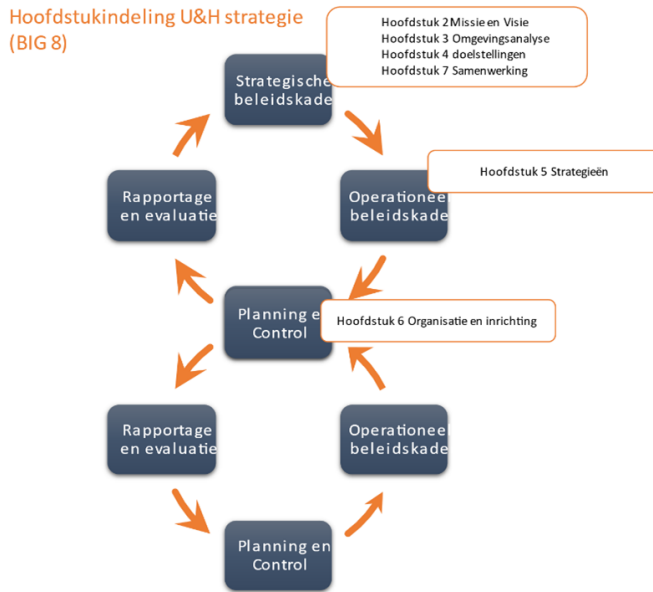 Hoofdstukindeling U&H strategie
(BIG 8)
Hoofdstuk 2 Missie en Visie
Hoofdstuk 3 Omgevingsanalyse
Hoofdstuk 4 doelstellingen
Hoofdstuk 7 Samenwerking
Strategische
beleidskade
Hoofdstuk 5 Strategieën
Rapportage
en evaluatie
Operationeel
beleidskade
Planning en
Control
Hoofdstuk 6 Organisatie en inrichting
Rapportage
en evaluatie
Operationeel
beleidskade
Planning en
Control